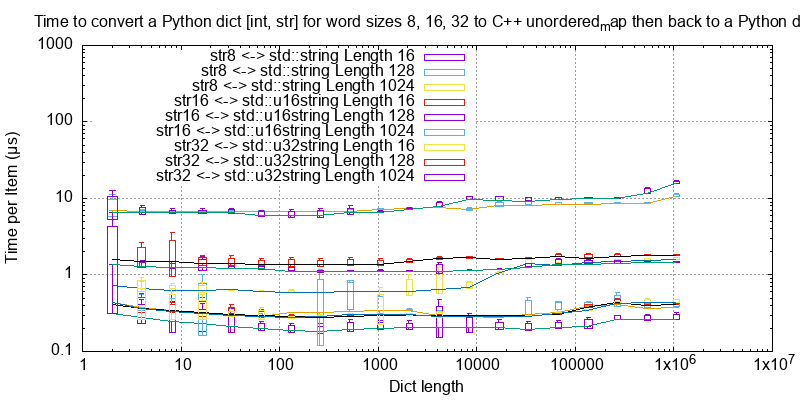 Time to convert a Python dict [int, str] for word sizes 8, 16, 32 to C++ unordered_map then back to a Python d
1000
100
10
1
0.1
Time per Item (µs)
str8 <-> std::string Length 16
str8 <-> std::string Length 128
str8 <-> std::string Length 1024
str16 <-> std::u16string Length 16
str16 <-> std::u16string Length 128
str16 <-> std::u16string Length 1024
str32 <-> std::u32string Length 16
str32 <-> std::u32string Length 128
str32 <-> std::u32string Length 1024
1 10 100 1000 10000 100000 1x10^6 1x10^7
Dict length